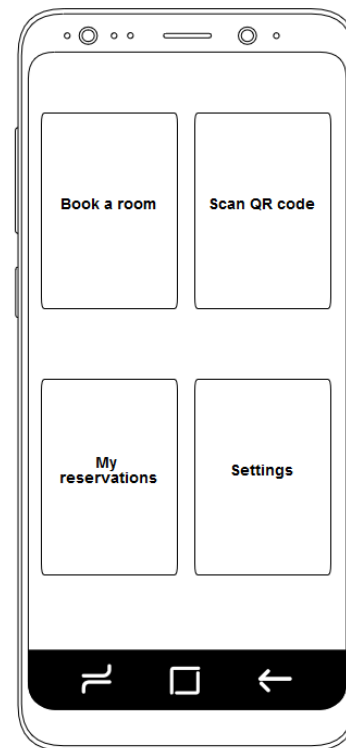 Book a room
Scan QR code
My
reservations
Settings